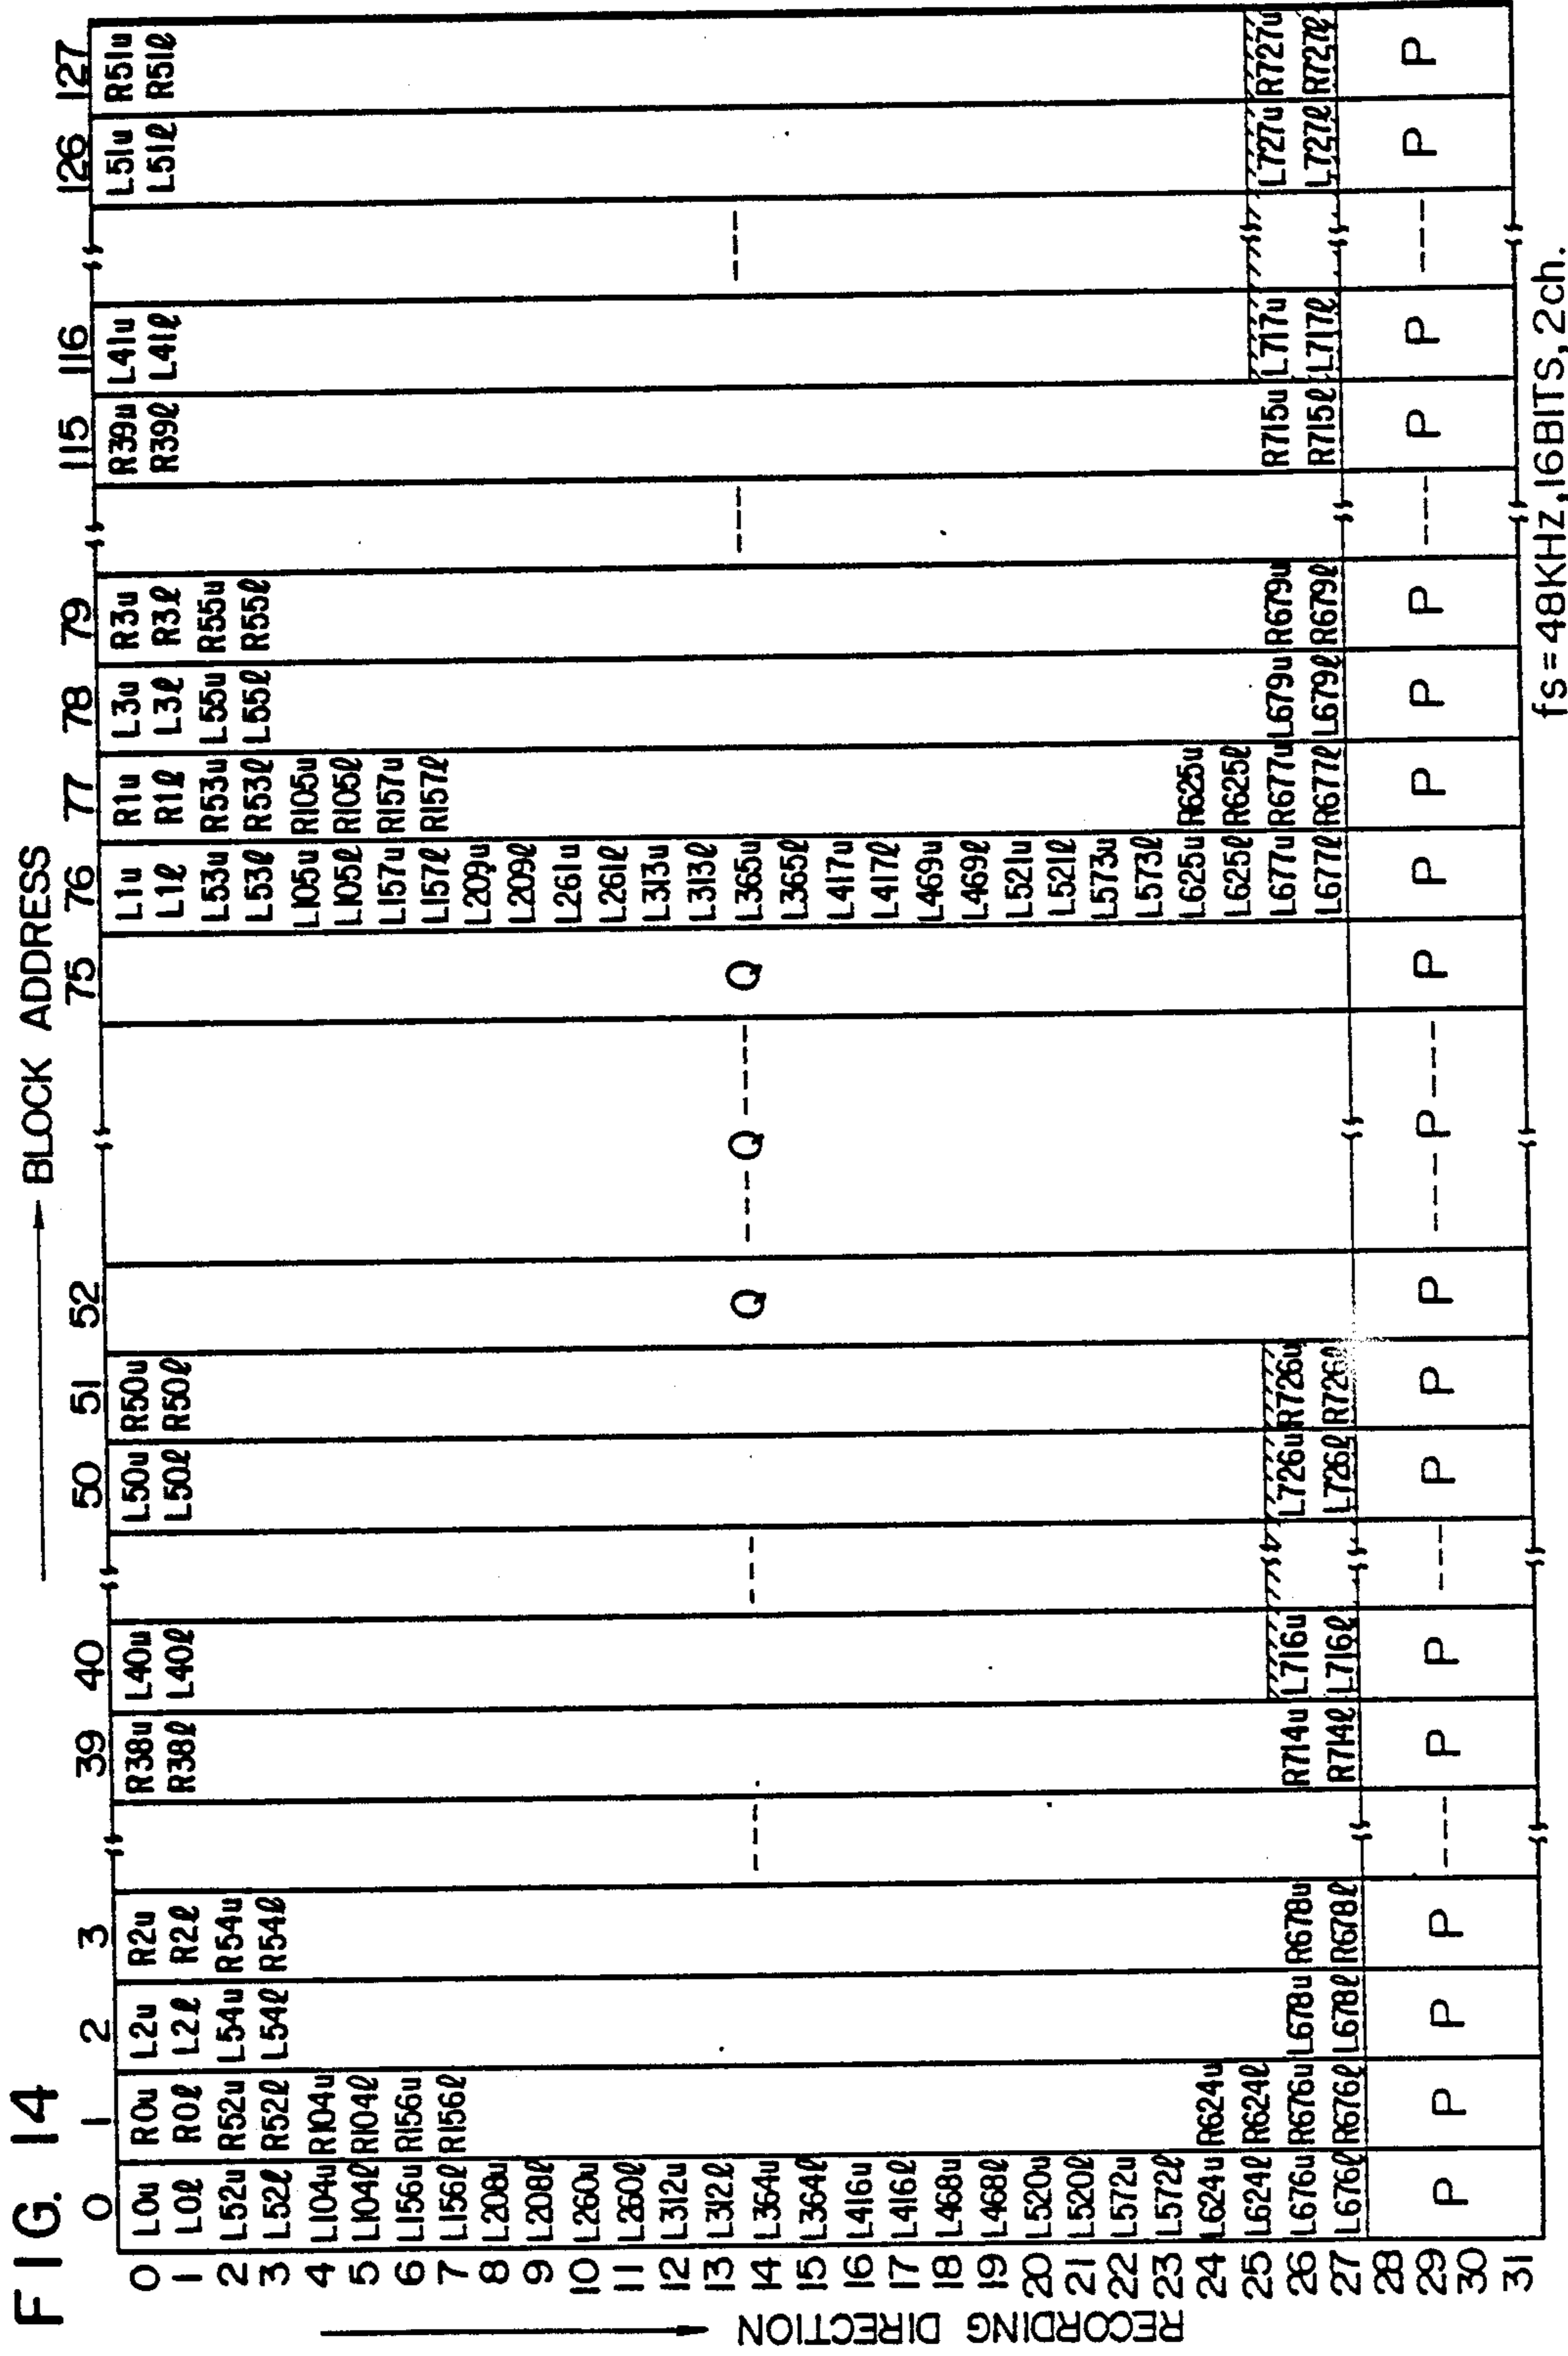 FIG. 14
BLOCK ADDRESS
0 1 2 3 39 40 50 51 52 75 76 77 78 79 115 116 126 127
0 L0u R0u L2u R2u R38u L40u L50u R50u L1u R1u L3u R3u R39u L41u L51u R51u
1 L0ℓ R0ℓ L2ℓ R2ℓ R38ℓ L40ℓ L50ℓ R50ℓ L1ℓ R1ℓ L3ℓ R3ℓ R39ℓ L41ℓ L51ℓ R51ℓ
2 L52u R52u L54u R54u L53u R53u L55u R55u
3 L52ℓ R52ℓ L54ℓ R54ℓ L53ℓ R53ℓ L55ℓ R55ℓ
4 L104u R104u L105u R105u
5 L104ℓ R104ℓ L105ℓ R105ℓ
6 L156u R156u L157u R157u
7 L156ℓ R156ℓ L157ℓ R157ℓ
8 L208u L209u
9 L208ℓ L209ℓ
10 L260u L261u
11 L260ℓ L261ℓ
12 L312u L313u
13 L312ℓ L313ℓ
14 L364u Q Q Q L365u
15 L364ℓ L365ℓ
16 L416u L417u
17 L416ℓ L417ℓ
18 L468u L469u
19 L468ℓ L469ℓ
20 L520u L521u
21 L520ℓ L521ℓ
22 L572u L573u
23 L572ℓ L573ℓ
24 L624u R624u L625u R625u
25 L624ℓ R624ℓ L625ℓ R625ℓ
26 L676u R676u L678u R678u R714u L716u L726u R726u L677u R677u L679u R679u R715u L717u L727u R727u
27 L676ℓ R676ℓ L678ℓ R678ℓ R714ℓ L716ℓ L726ℓ R726ℓ L677ℓ R677ℓ L679ℓ R679ℓ R715ℓ L717ℓ L727ℓ R727ℓ
28
29 P P P P P P P P P P P P P P P P P P P
30
31
RECORDING DIRECTION
fs=48KHz,16BITS,2ch.